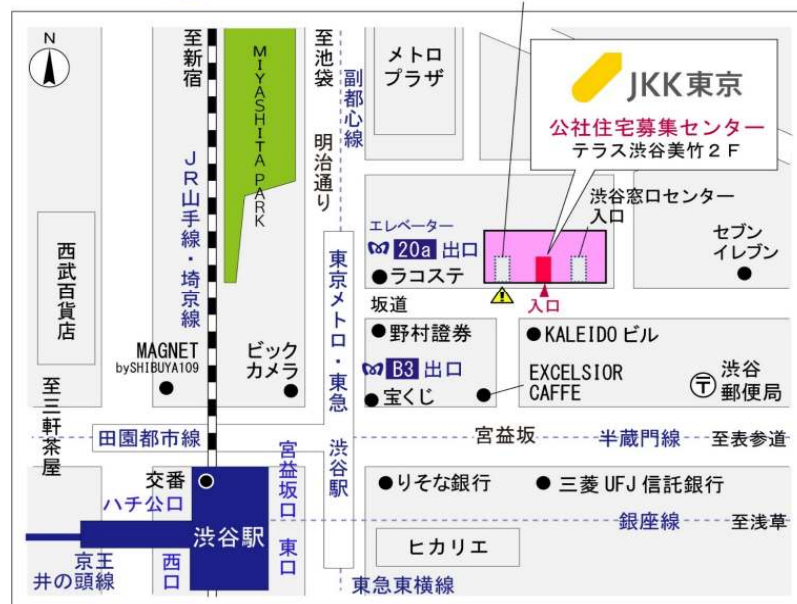 N
至新宿
MIYASHITA PARK
至池袋
副都心線
明治通り
メトロ
プラザ
JKK東京
公社住宅募集センター
テラス渋谷美竹2F
JR山手線・埼京線
渋谷窓口センター
入口
エレベーター
20a 出口
ラコステ
セブン
イレブン
西武百貨店
東京メトロ・東急 渋谷駅
坂道
入口
野村證券
KALEIDO ビル
MAGNET
bySHIBUYA109
ビック
カメラ
B3 出口
EXCELSIOR
CAFFE
渋谷
郵便局
宝くじ
至三軒茶屋
田園都市線
宮益坂
半蔵門線
至表参道
交番
宮益坂口
ハチ公口
りそな銀行
三菱UFJ信託銀行
渋谷駅
銀座線
至浅草
西口
東口
ヒカリエ
京王
井の頭線
東急東横線